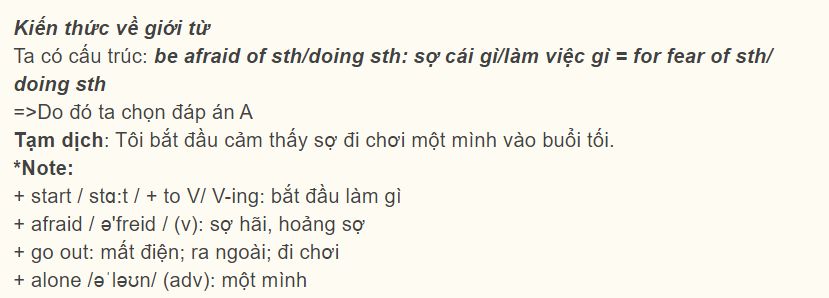 Kiến thức về giới từ
Ta có cấu trúc: be afraid of sth/doing sth: sợ cái gì/làm việc gì = for fear of sth/
doing sth
=>Do đó ta chọn đáp án A
Tạm dịch: Tôi bắt đầu cảm thấy sợ đi chơi một mình vào buổi tối.
*Note:
+ start / stɑ:t / + to V/ V-ing: bắt đầu làm gì
+ afraid / ə'freid / (v): sợ hãi, hoảng sợ
+ go out: mất điện; ra ngoài; đi chơi
+ alone /əˈləʊn/ (adv): một mình